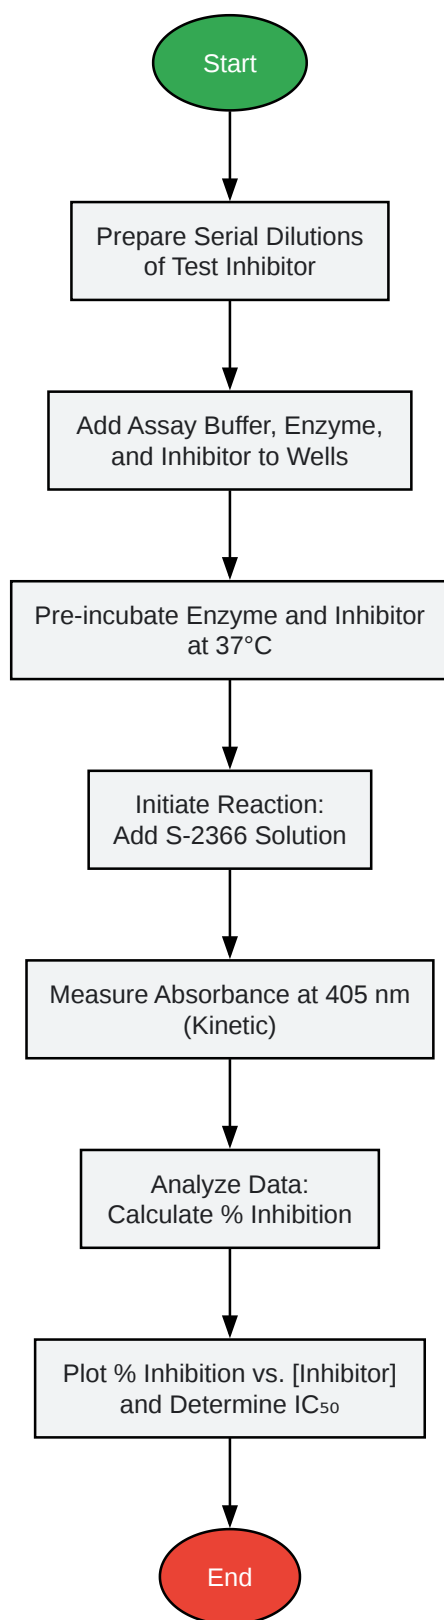 Start
Prepare Serial Dilutions
of Test Inhibitor
Add Assay Buffer, Enzyme,
and Inhibitor to Wells
Pre-incubate Enzyme and Inhibitor
at 37°C
Initiate Reaction:
Add S-2366 Solution
Measure Absorbance at 405 nm
(Kinetic)
Analyze Data:
Calculate % Inhibition
Plot % Inhibition vs. [Inhibitor]
and Determine IC₅₀
End